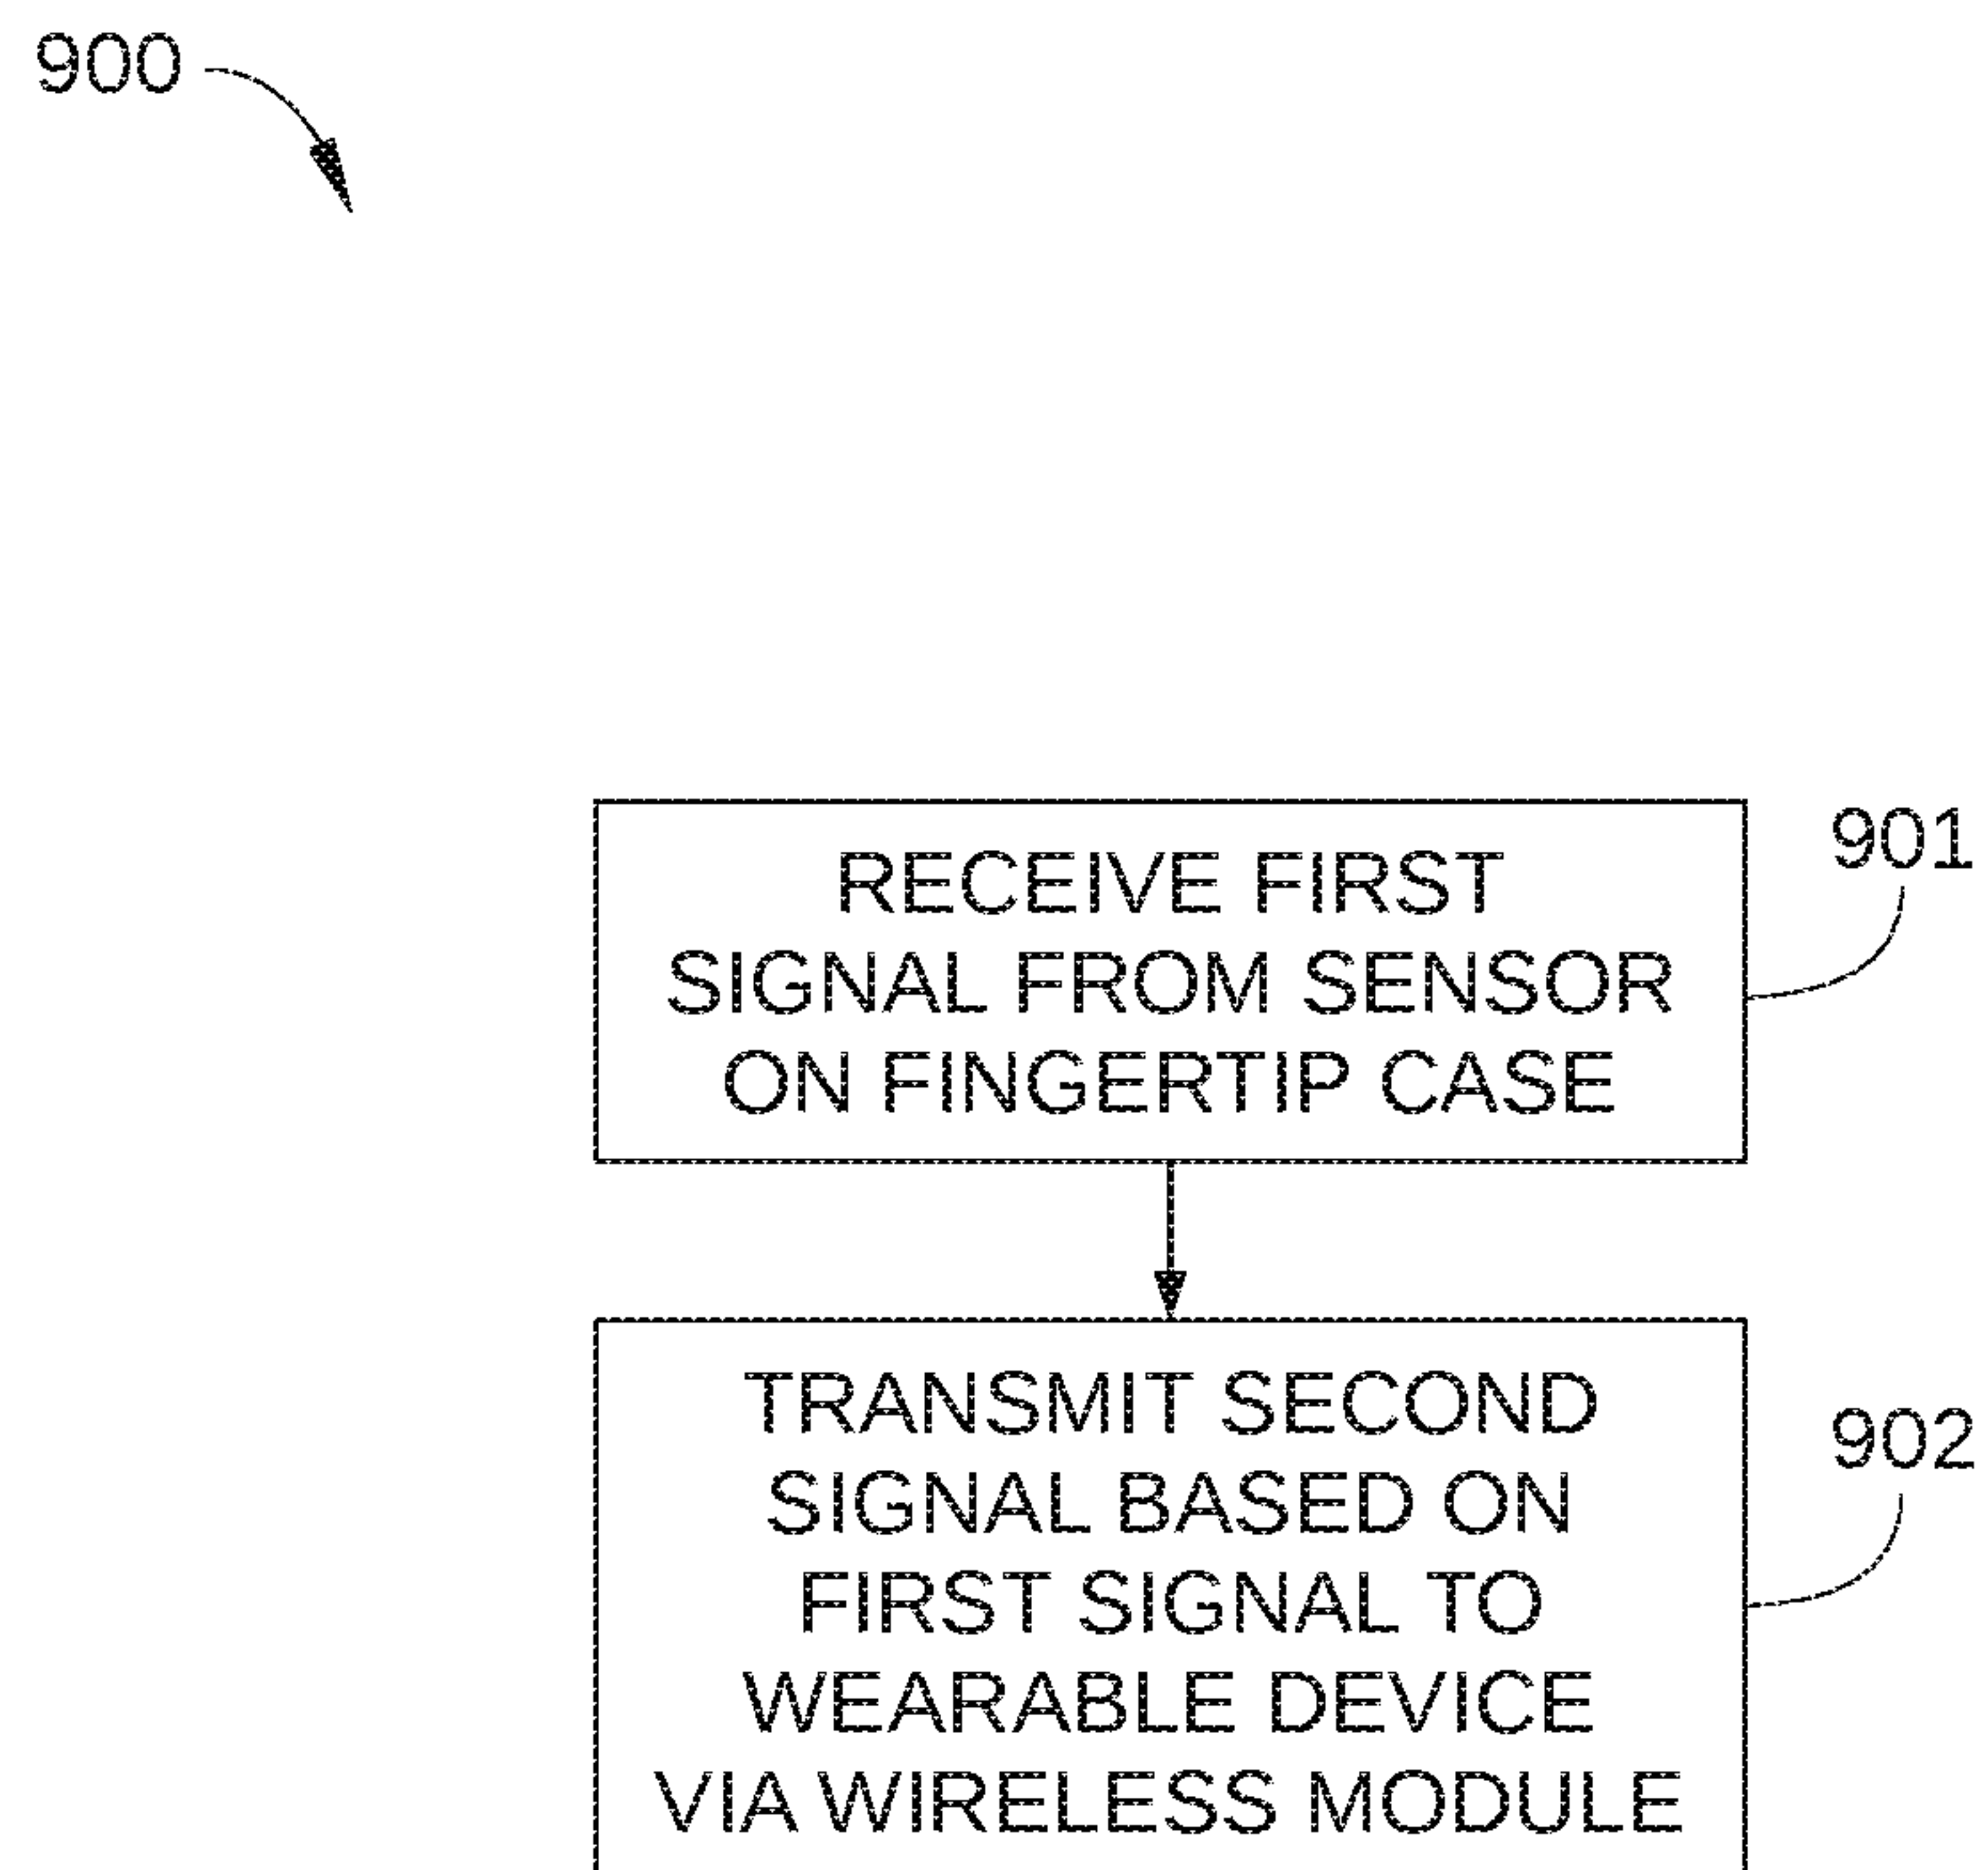 900
RECEIVE FIRST
SIGNAL FROM SENSOR
ON FINGERTIP CASE
901
TRANSMIT SECOND
SIGNAL BASED ON
FIRST SIGNAL TO
WEARABLE DEVICE
VIA WIRELESS MODULE
902